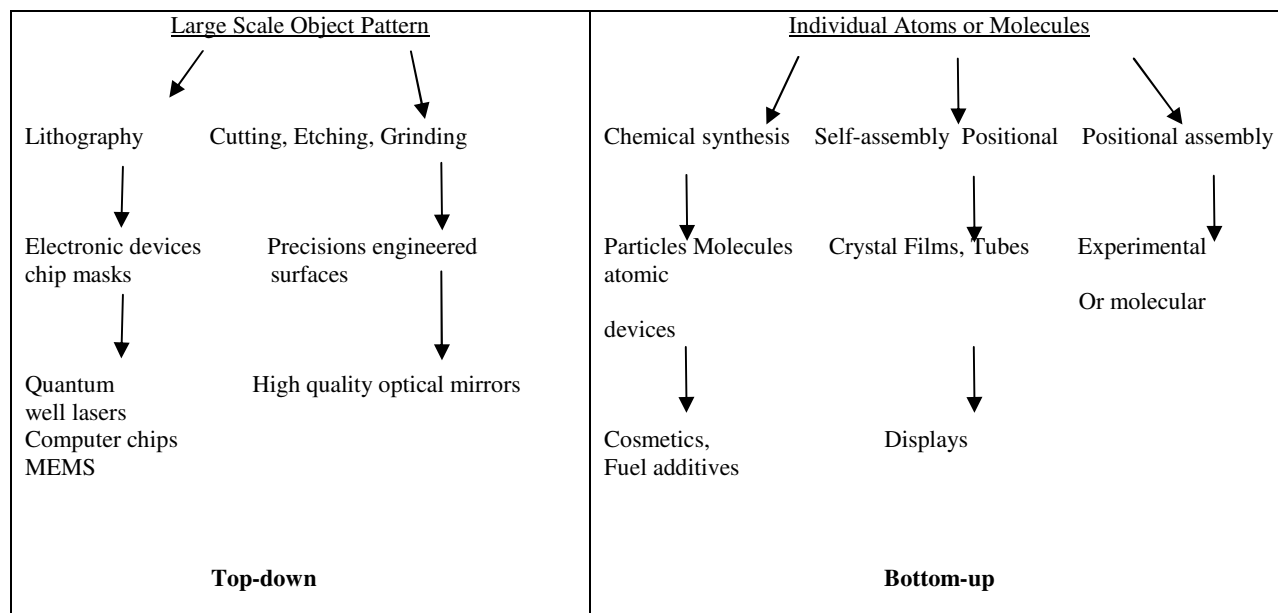 Large Scale Object Pattern
Lithography
Cutting, Etching, Grinding
Electronic devices
chip masks
Precisions engineered
surfaces
Quantum
well lasers
Computer chips
MEMS
High quality optical mirrors
Top-down
Individual Atoms or Molecules
Chemical synthesis
Self-assembly Positional
Positional assembly
Particles Molecules
atomic
devices
Crystal Films, Tubes
Experimental
Or molecular
Cosmetics,
Fuel additives
Displays
Bottom-up